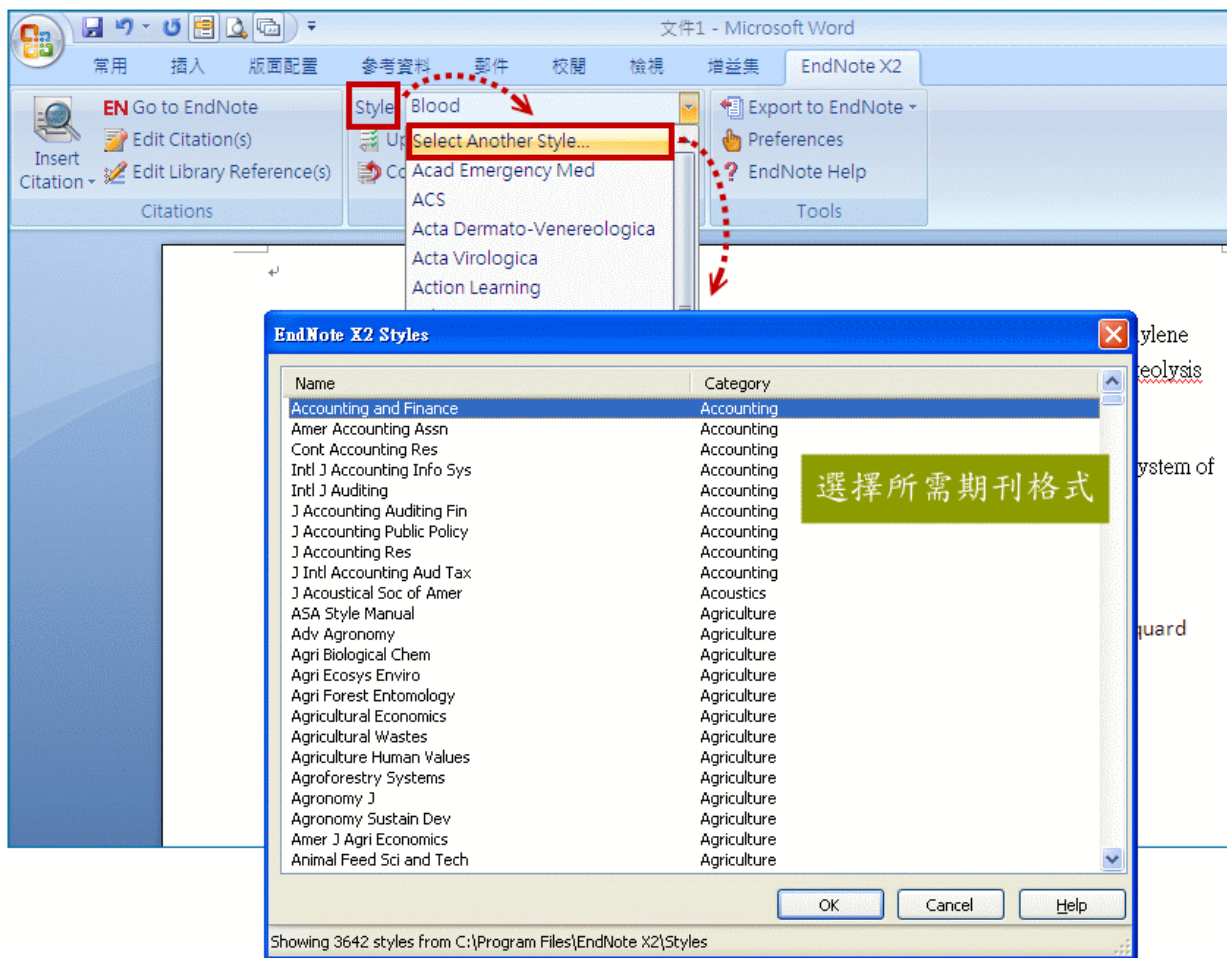 文件1 - Microsoft Word
常用 插入 版面配置 參考資料 郵件 校閱 檢視 增益集 EndNote X2
Insert Citation
EN Go to EndNote
Edit Citation(s)
Edit Library Reference(s)
Citations
Style Blood
Select Another Style...
Acad Emergency Med
ACS
Acta Dermato-Venereologica
Acta Virologica
Action Learning
Up
Co
Export to EndNote
Preferences
? EndNote Help
Tools
ylene
teolysis
ystem of
quard
EndNote X2 Styles
Name Category
Accounting and Finance Accounting
Amer Accounting Assn Accounting
Cont Accounting Res Accounting
Intl J Accounting Info Sys Accounting
Intl J Auditing Accounting
J Accounting Auditing Fin Accounting
J Accounting Public Policy Accounting
J Accounting Res Accounting
J Intl Accounting Aud Tax Accounting
J Acoustical Soc of Amer Acoustics
ASA Style Manual Agriculture
Adv Agronomy Agriculture
Agri Biological Chem Agriculture
Agri Ecosys Enviro Agriculture
Agri Forest Entomology Agriculture
Agricultural Economics Agriculture
Agricultural Wastes Agriculture
Agriculture Human Values Agriculture
Agroforestry Systems Agriculture
Agronomy J Agriculture
Agronomy Sustain Dev Agriculture
Amer J Agri Economics Agriculture
Animal Feed Sci and Tech Agriculture
選擇所需期刊格式
OK Cancel Help
Showing 3642 styles from C:\Program Files\EndNote X2\Styles